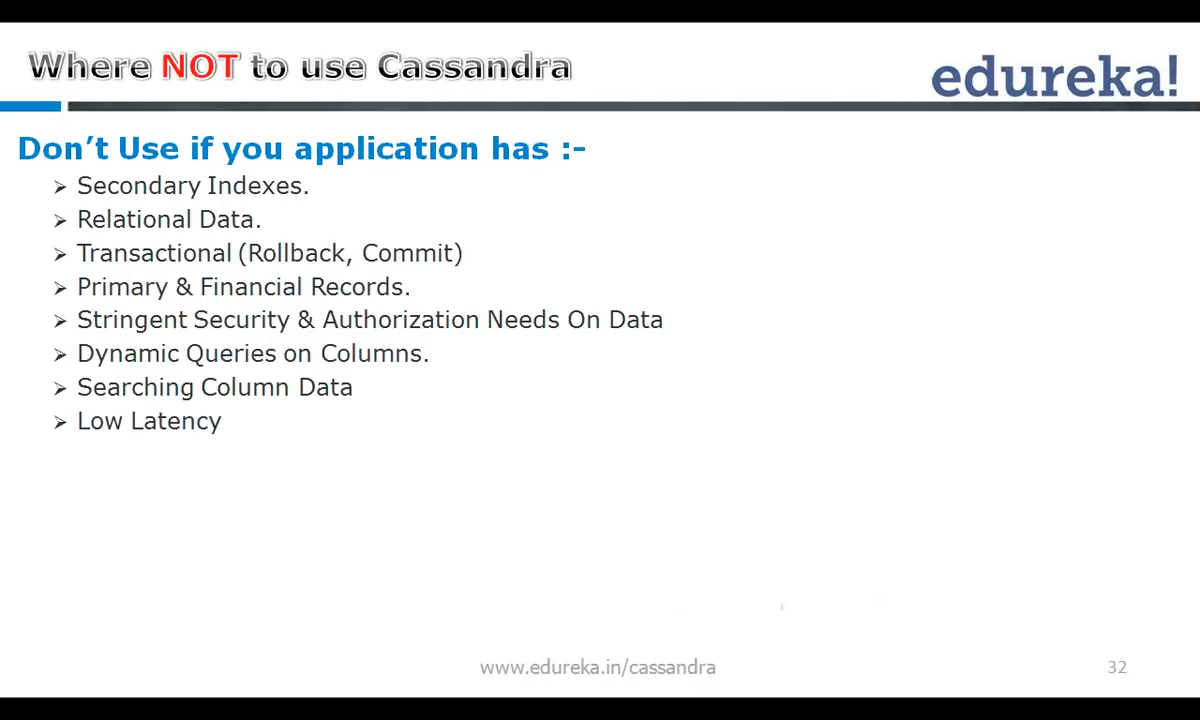 Where NOT to use Cassandra
edureka!
Don’t Use if you application has :-
➢ Secondary Indexes.
➢ Relational Data.
➢ Transactional (Rollback, Commit)
➢ Primary & Financial Records.
➢ Stringent Security & Authorization Needs On Data
➢ Dynamic Queries on Columns.
➢ Searching Column Data
➢ Low Latency
www.edureka.in/cassandra
32